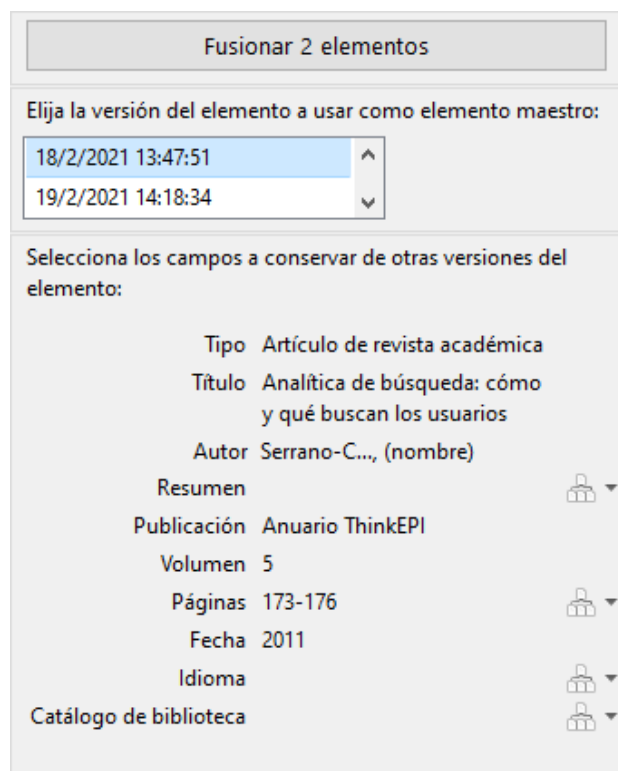 Fusionar 2 elementos
Elija la versión del elemento a usar como elemento maestro:
18/2/2021 13:47:51
19/2/2021 14:18:34
Selecciona los campos a conservar de otras versiones del
elemento:
Tipo Artículo de revista académica
Título Analítica de búsqueda: cómo
y qué buscan los usuarios
Autor Serrano-C..., (nombre)
Resumen
Publicación Anuario ThinkEPI
Volumen 5
Páginas 173-176
Fecha 2011
Idioma
Catálogo de biblioteca